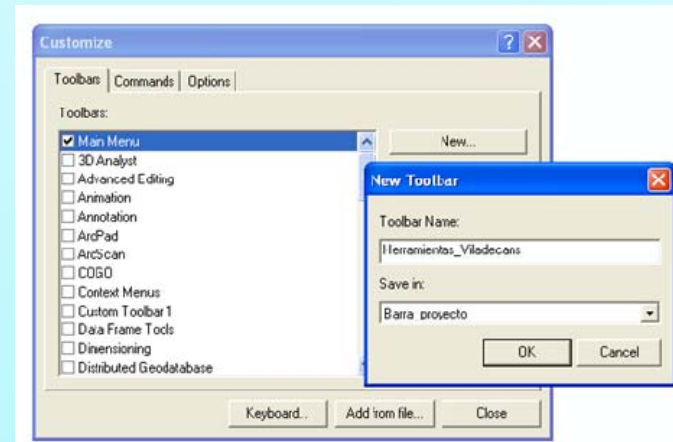 Customize
Toolbars Commands Options
Toolbars:
Main Menu
New...
3D Analyst
Advanced Editing
Animation
Annotation
ArcPad
ArcScan
COGO
Context Menus
Custom Toolbar1
Data Frame Tools
Dimensioning
Distributed Geodatabase
Keyboard... Add from file... Close
New Toolbar
Toolbar Name:
Herramientas_Viladecans
Save in:
Barra_proyecto
OK Cancel